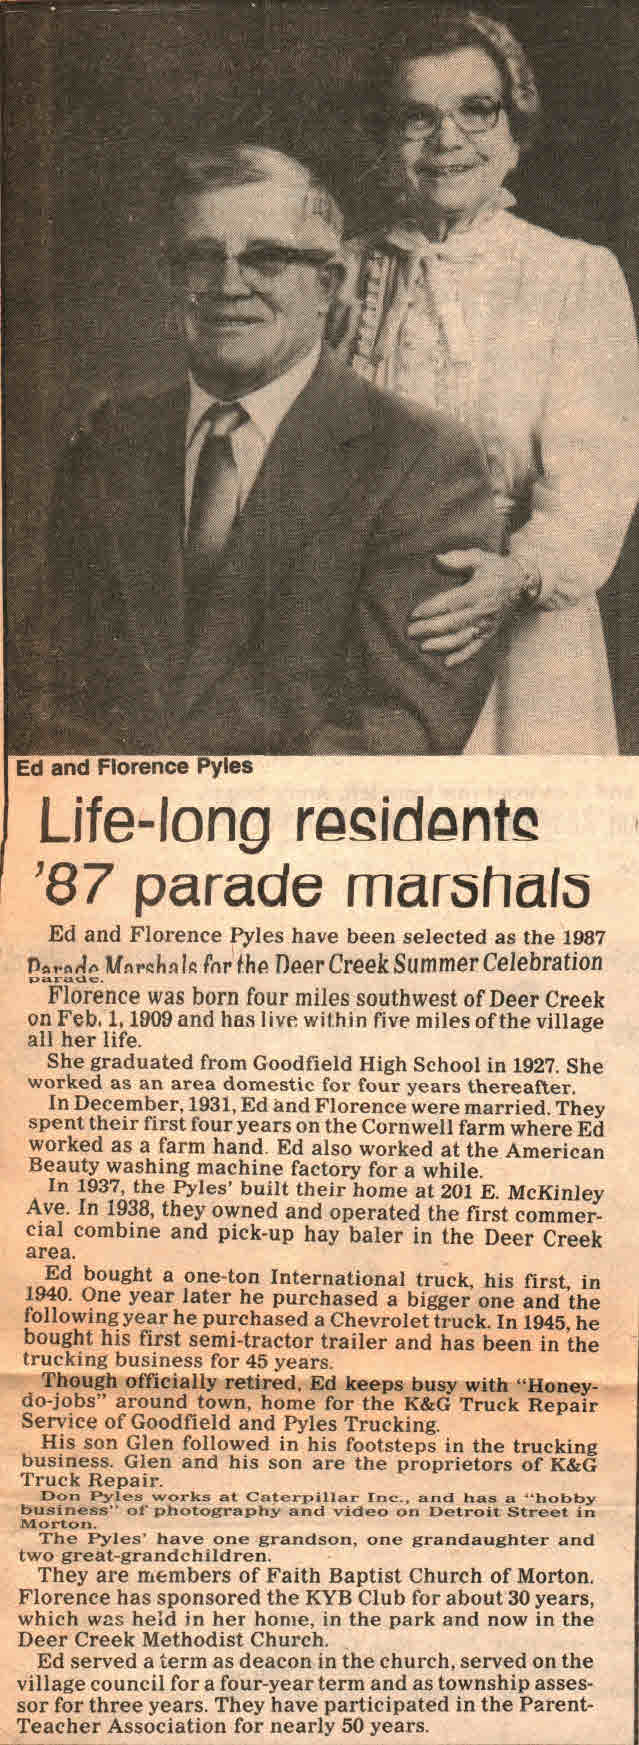 Ed and Florence Pyles
Life-long residents
'87 parade marshals
Ed and Florence Pyles have been selected as the 1987
Parade Marshals for the Deer Creek Summer Celebration
parade.
Florence was born four miles southwest of Deer Creek
on Feb. 1, 1909 and has live within five miles of the village
all her life.
She graduated from Goodfield High School in 1927. She
worked as an area domestic for four years thereafter.
In December, 1931, Ed and Florence were married. They
spent their first four years on the Cornwell farm where Ed
worked as a farm hand. Ed also worked at the American
Beauty washing machine factory for a while.
In 1937, the Pyles' built their home at 201 E. McKinley
Ave. In 1938, they owned and operated the first commer-
cial combine and pick-up hay baler in the Deer Creek
area.
Ed bought a one-ton International truck, his first, in
1940. One year later he purchased a bigger one and the
following year he purchased a Chevrolet truck. In 1945, he
bought his first semi-tractor trailer and has been in the
trucking business for 45 years.
Though officially retired, Ed keeps busy with "Honey-
do-jobs" around town, home for the K&G Truck Repair
Service of Goodfield and Pyles Trucking.
His son Glen followed in his footsteps in the trucking
business. Glen and his son are the proprietors of K&G
Truck Repair.
Don Pyles works at Caterpillar Inc., and has a "hobby
business" of photography and video on Detroit Street in
Morton.
The Pyles' have one grandson, one grandaughter and
two great-grandchildren.
They are members of Faith Baptist Church of Morton.
Florence has sponsored the KYB Club for about 30 years,
which was held in her home, in the park and now in the
Deer Creek Methodist Church.
Ed served a term as deacon in the church, served on the
village council for a four-year term and as township asses-
sor for three years. They have participated in the Parent-
Teacher Association for nearly 50 years.